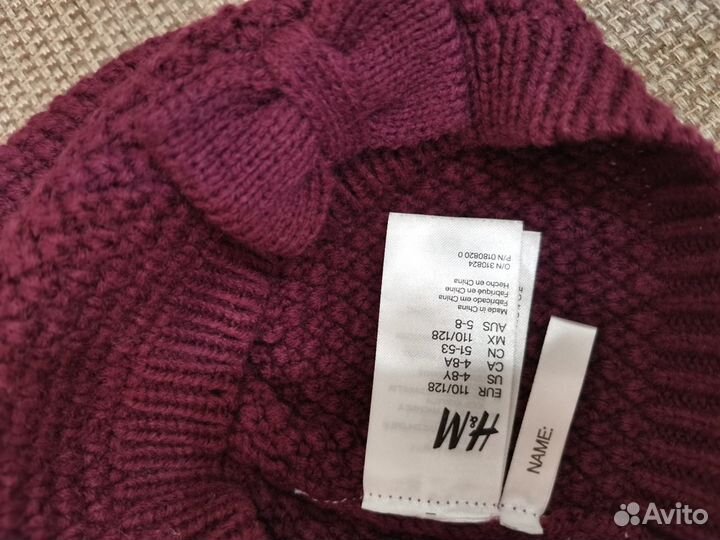 H&M
EUR 110/128
US 4-8Y
CA 4-8A
CN 51-53
MX 110/128
AUS 5-8
Made in China
Fabricado em China
Fabriqué en Chine
Hecho en China
O/N 310824
P/N 0180820 0
NAME:
Avito